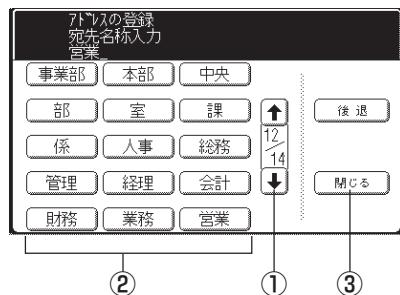 アドレスの登録
宛先名称入力
営業_
事業部 本部 中央
部 室 課 後退
係 人事 総務 12/14
管理 経理 会計 閉じる
財務 業務 営業
② ① ③